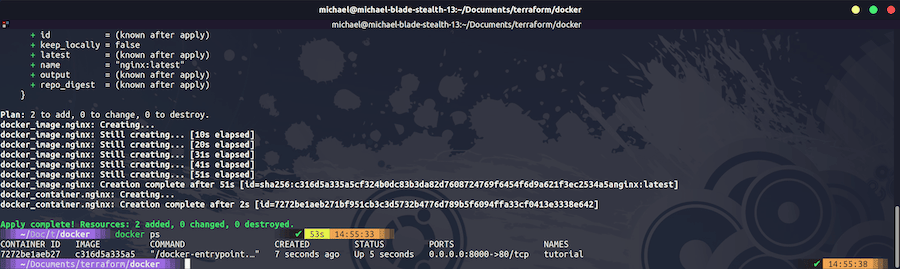 michael@michael-blade-stealth-13:~/Documents/terraform/docker
michael@michael-blade-stealth-13:~/Documents/terraform/docker
+ id = (known after apply)
+ keep_locally = false
+ latest = (known after apply)
+ name = "nginx:latest"
+ output = (known after apply)
+ repo_digest = (known after apply)
}
Plan: 2 to add, 0 to change, 0 to destroy.
docker_image.nginx: Creating...
docker_image.nginx: Still creating... [10s elapsed]
docker_image.nginx: Still creating... [20s elapsed]
docker_image.nginx: Still creating... [31s elapsed]
docker_image.nginx: Still creating... [41s elapsed]
docker_image.nginx: Still creating... [51s elapsed]
docker_image.nginx: Creation complete after 51s [id=sha256:c316d5a335a5cf324b0dc83b3da82d7608724769f6454f6d9a621f3ec2534a5anginx:latest]
docker_container.nginx: Creating...
docker_container.nginx: Creation complete after 2s [id=7272be1aeb271bf951cb3c3d5732b4776d789b5f6094ffa33cf0413e3338e642]
Apply complete! Resources: 2 added, 0 changed, 0 destroyed.
~/Doc/t/docker docker ps ✔ 53s 14:55:33
CONTAINER ID IMAGE COMMAND CREATED STATUS PORTS NAMES
7272be1aeb27 c316d5a335a5 "/docker-entrypoint.…" 7 seconds ago Up 5 seconds 0.0.0.0:8000->80/tcp tutorial
~/Documents/terraform/docker ✔ 14:55:38